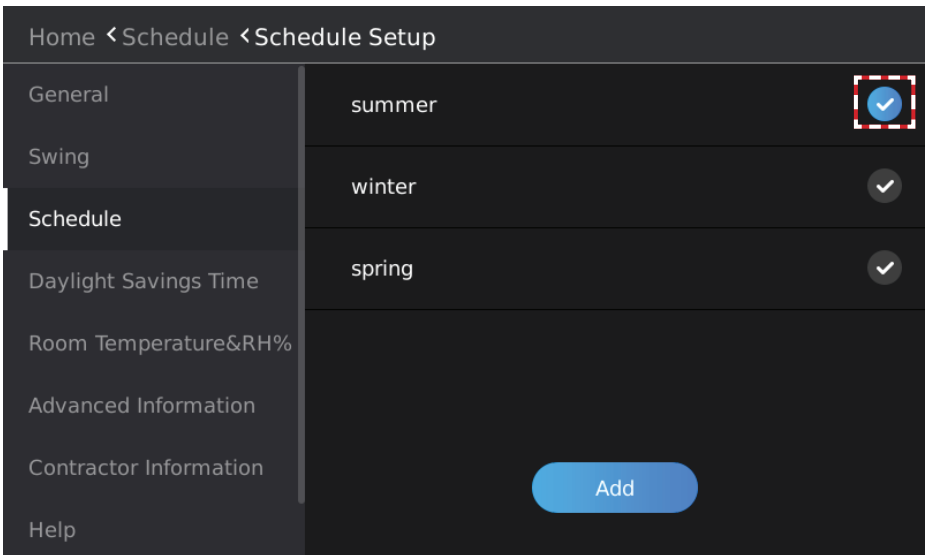 Home <Schedule <Schedule Setup
General
Swing
Schedule
Daylight Savings Time
Room Temperature&RH%
Advanced Information
Contractor Information
Help
summer
winter
spring
Add